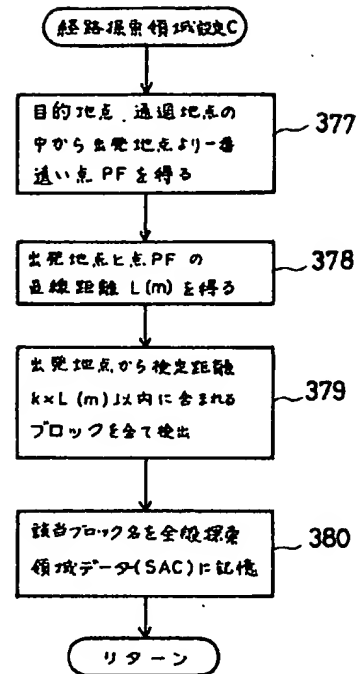 経路探索領域設定C
目的地点、通過地点の
中から出発地点より一番
遠い点 PF を得る
377
出発地点と点PF の
直線距離 L(m) を得る
378
出発地点から検定距離
k×L (m) 以内に含まれる
ブロックを全て検出
379
該当ブロック名を全般探索
領域データ(SAC)に記憶
380
リターン